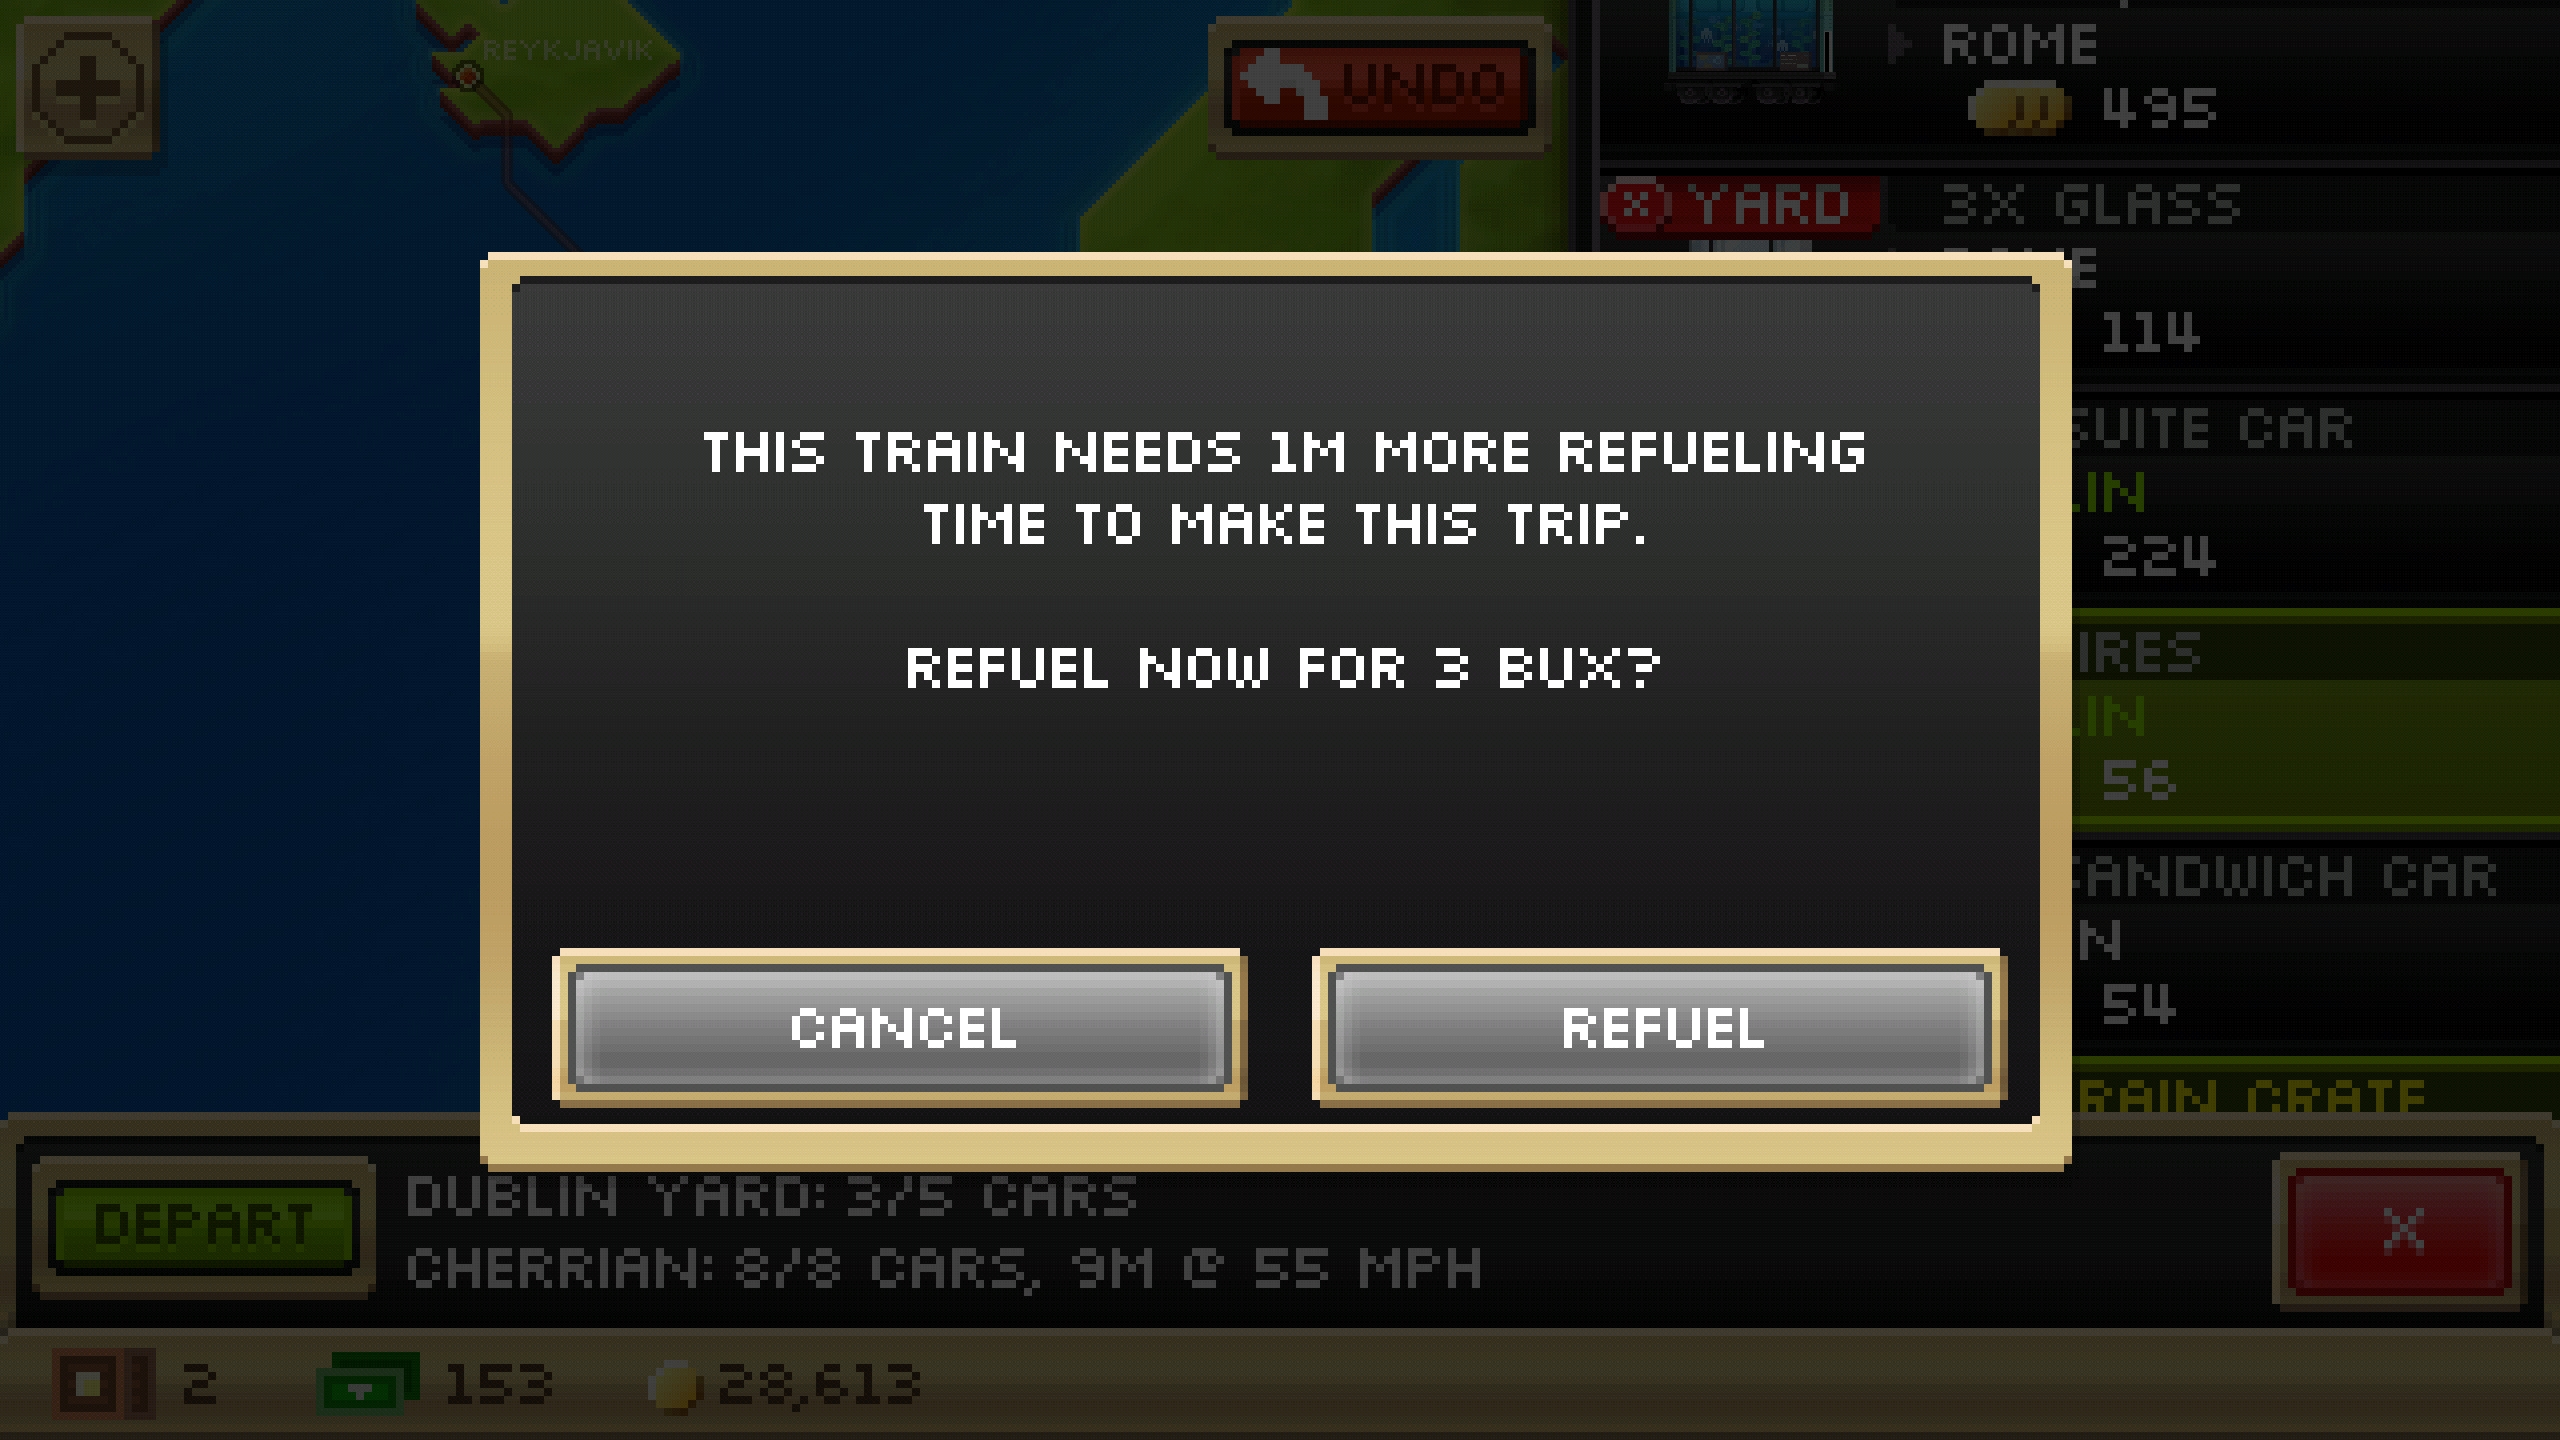 REYKJAVIK
UNDO
ROME
495
YARD
3X GLASS
114
SUITE CAR
224
56
SANDWICH CAR
54
THIS TRAIN NEEDS 1M MORE REFUELING
TIME TO MAKE THIS TRIP.
REFUEL NOW FOR 3 BUX?
CANCEL
REFUEL
DEPART
DUBLIN YARD: 3/5 CARS
CHERRIAN: 8/8 CARS, 9M @ 55 MPH
X
2
153
28,613